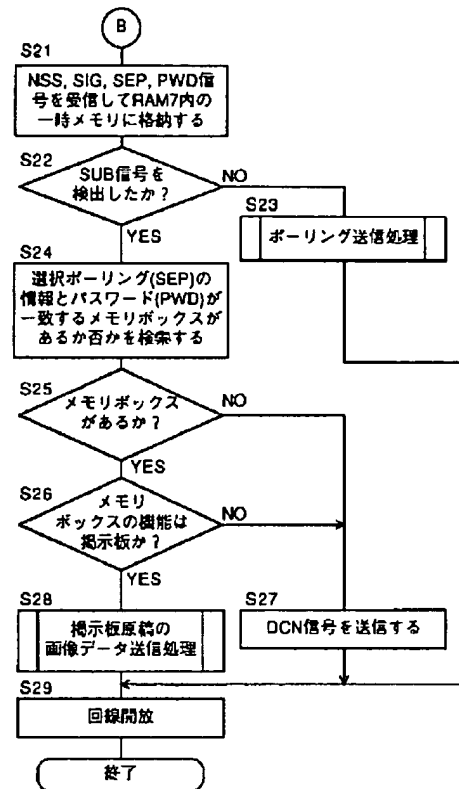 B
S21
NSS, SIG, SEP, PWD信
号を受信してRAM7内の
一時メモリに格納する
S22
SUB信号を
検出したか?
NO
YES
S23
ポーリング送信処理
S24
選択ポーリング(SEP)の
情報とパスワード(PWD)が
一致するメモリボックスが
あるか否かを検索する
S25
メモリボックス
があるか?
NO
YES
S26
メモリ
ボックスの機能は
掲示板か?
NO
YES
S28
掲示板原稿の
画像データ送信処理
S27
DCN信号を送信する
S29
回線開放
終了